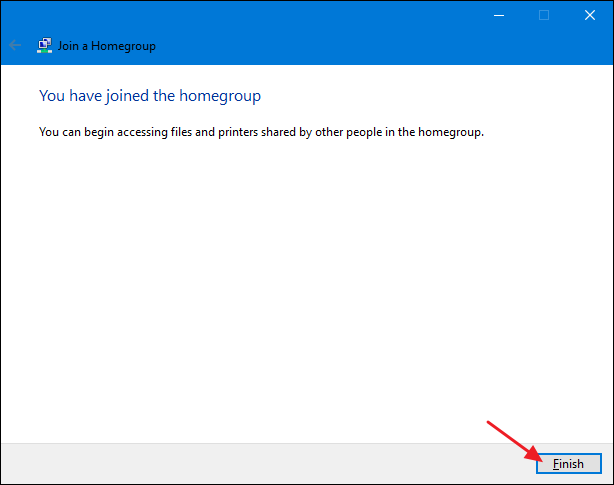 Join a Homegroup
You have joined the homegroup
You can begin accessing files and printers shared by other people in the homegroup.
Finish